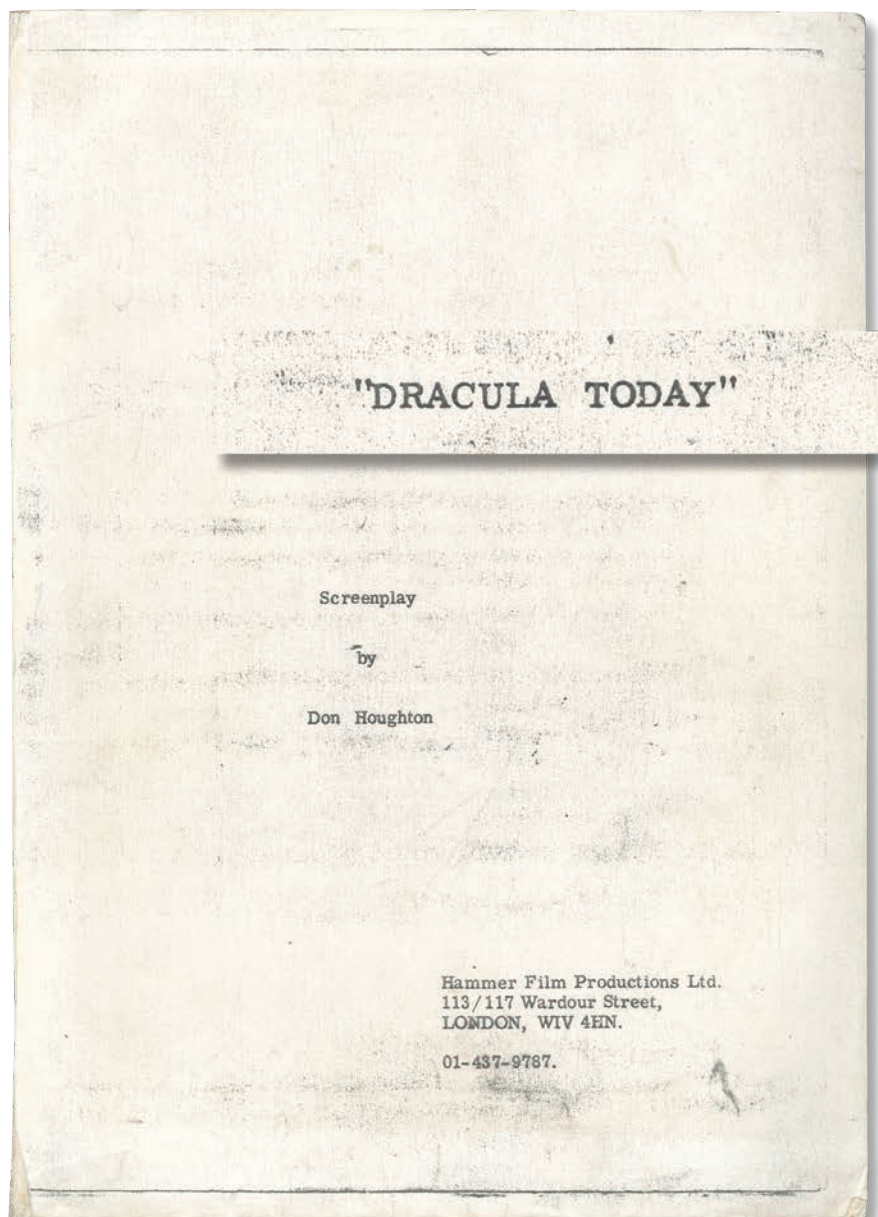 "DRACULA TODAY"
Screenplay
by
Don Houghton
Hammer Film Productions Ltd.
113/117 Wardour Street,
LONDON, WIV 4HN.
01-437-9787.